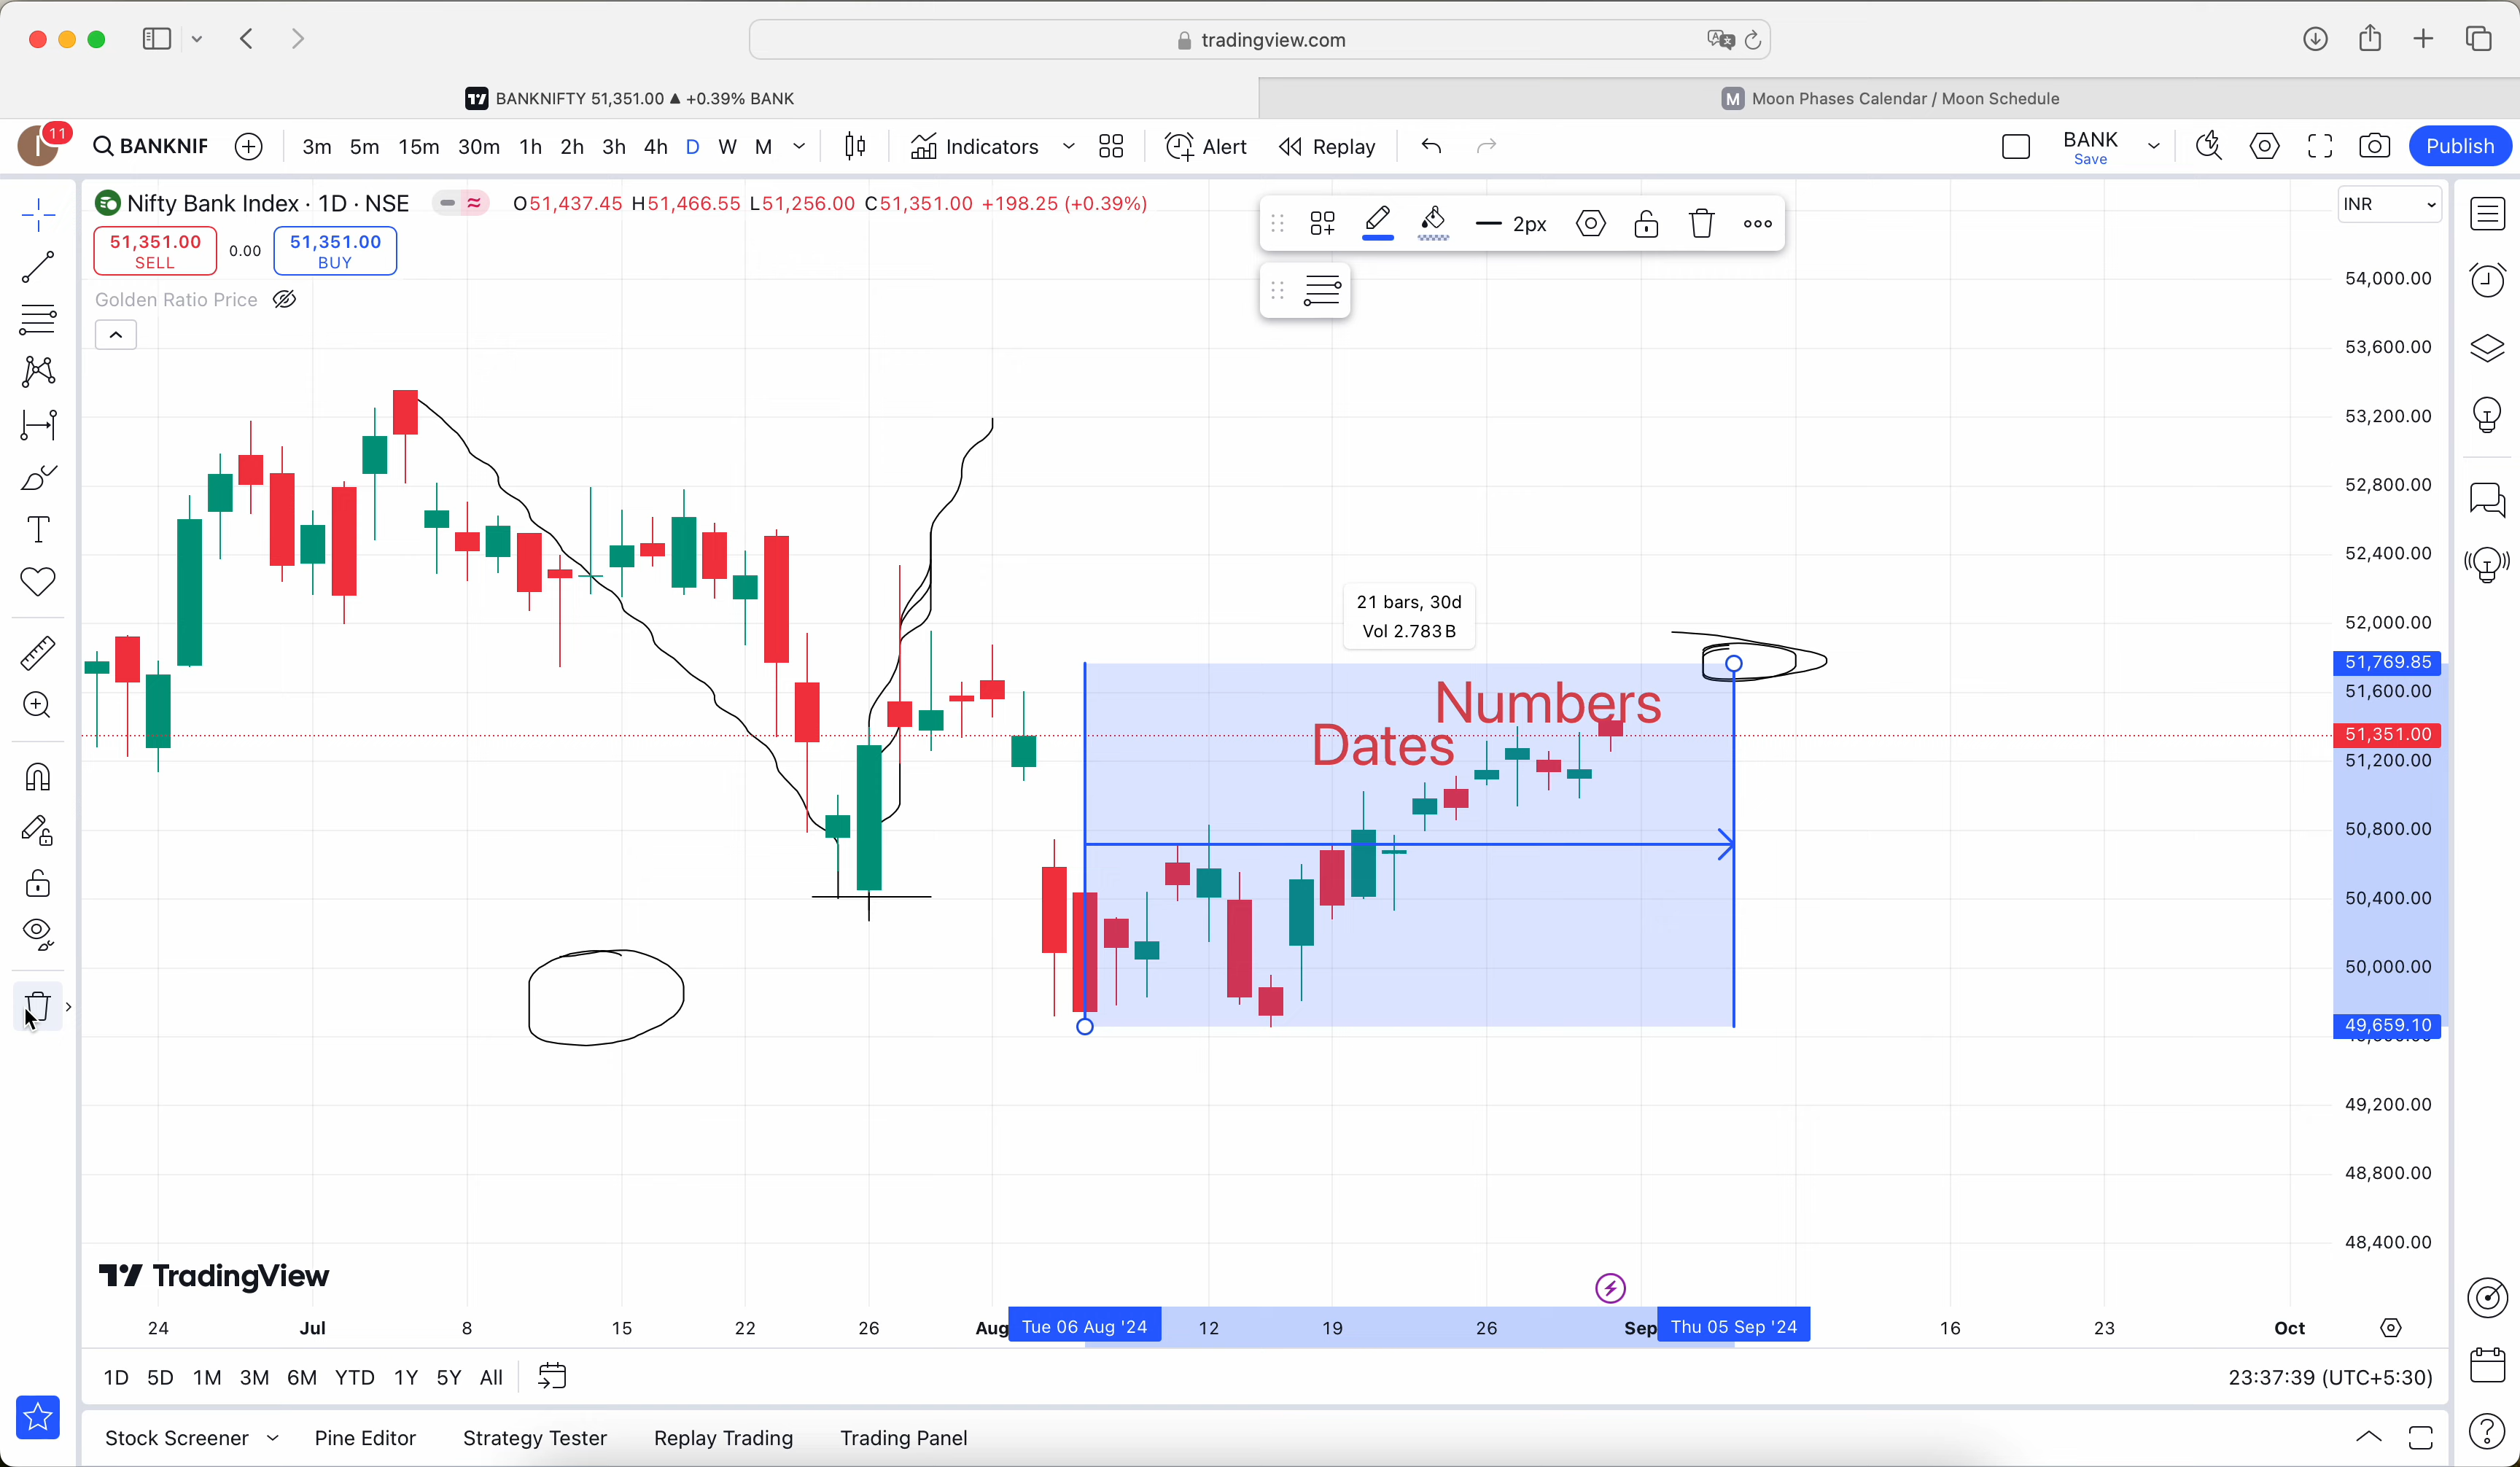 tradingview.com
BANKNIFTY 51,351.00 ▲ +0.39% BANK
M Moon Phases Calendar / Moon Schedule
11
BANKNIF 3m 5m 15m 30m 1h 2h 3h 4h D W M Indicators Alert Replay BANK Save Publish
Nifty Bank Index · 1D · NSE O51,437.45 H51,466.55 L51,256.00 C51,351.00 +198.25 (+0.39%)
INR
51,351.00 SELL 0.00 51,351.00 BUY
2px
Golden Ratio Price
54,000.00
53,600.00
53,200.00
52,800.00
52,400.00
21 bars, 30d
Vol 2.783B
52,000.00
51,769.85
51,600.00
Numbers
Dates
51,351.00
51,200.00
50,800.00
50,400.00
50,000.00
49,659.10
49,200.00
48,800.00
48,400.00
TradingView
24 Jul 8 15 22 26 Aug Tue 06 Aug '24 12 19 26 Sep Thu 05 Sep '24 16 23 Oct
1D 5D 1M 3M 6M YTD 1Y 5Y All 23:37:39 (UTC+5:30)
Stock Screener Pine Editor Strategy Tester Replay Trading Trading Panel